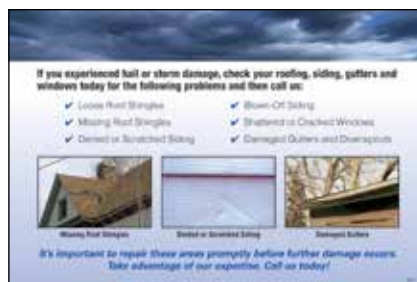 If you experienced hail or storm damage, check your roofing, siding, gutters and
windows today for the following problems and then call us:
Loose Roof Shingles
Missing Roof Shingles
Dented or Scratched Siding
Blown-Off Siding
Shattered or Cracked Windows
Damaged Gutters and Downspouts
Missing Roof Shingles
Dented or Scratched Siding
Damaged Gutters
It's important to repair these areas promptly before further damage occurs.
Take advantage of our expertise. Call us today!